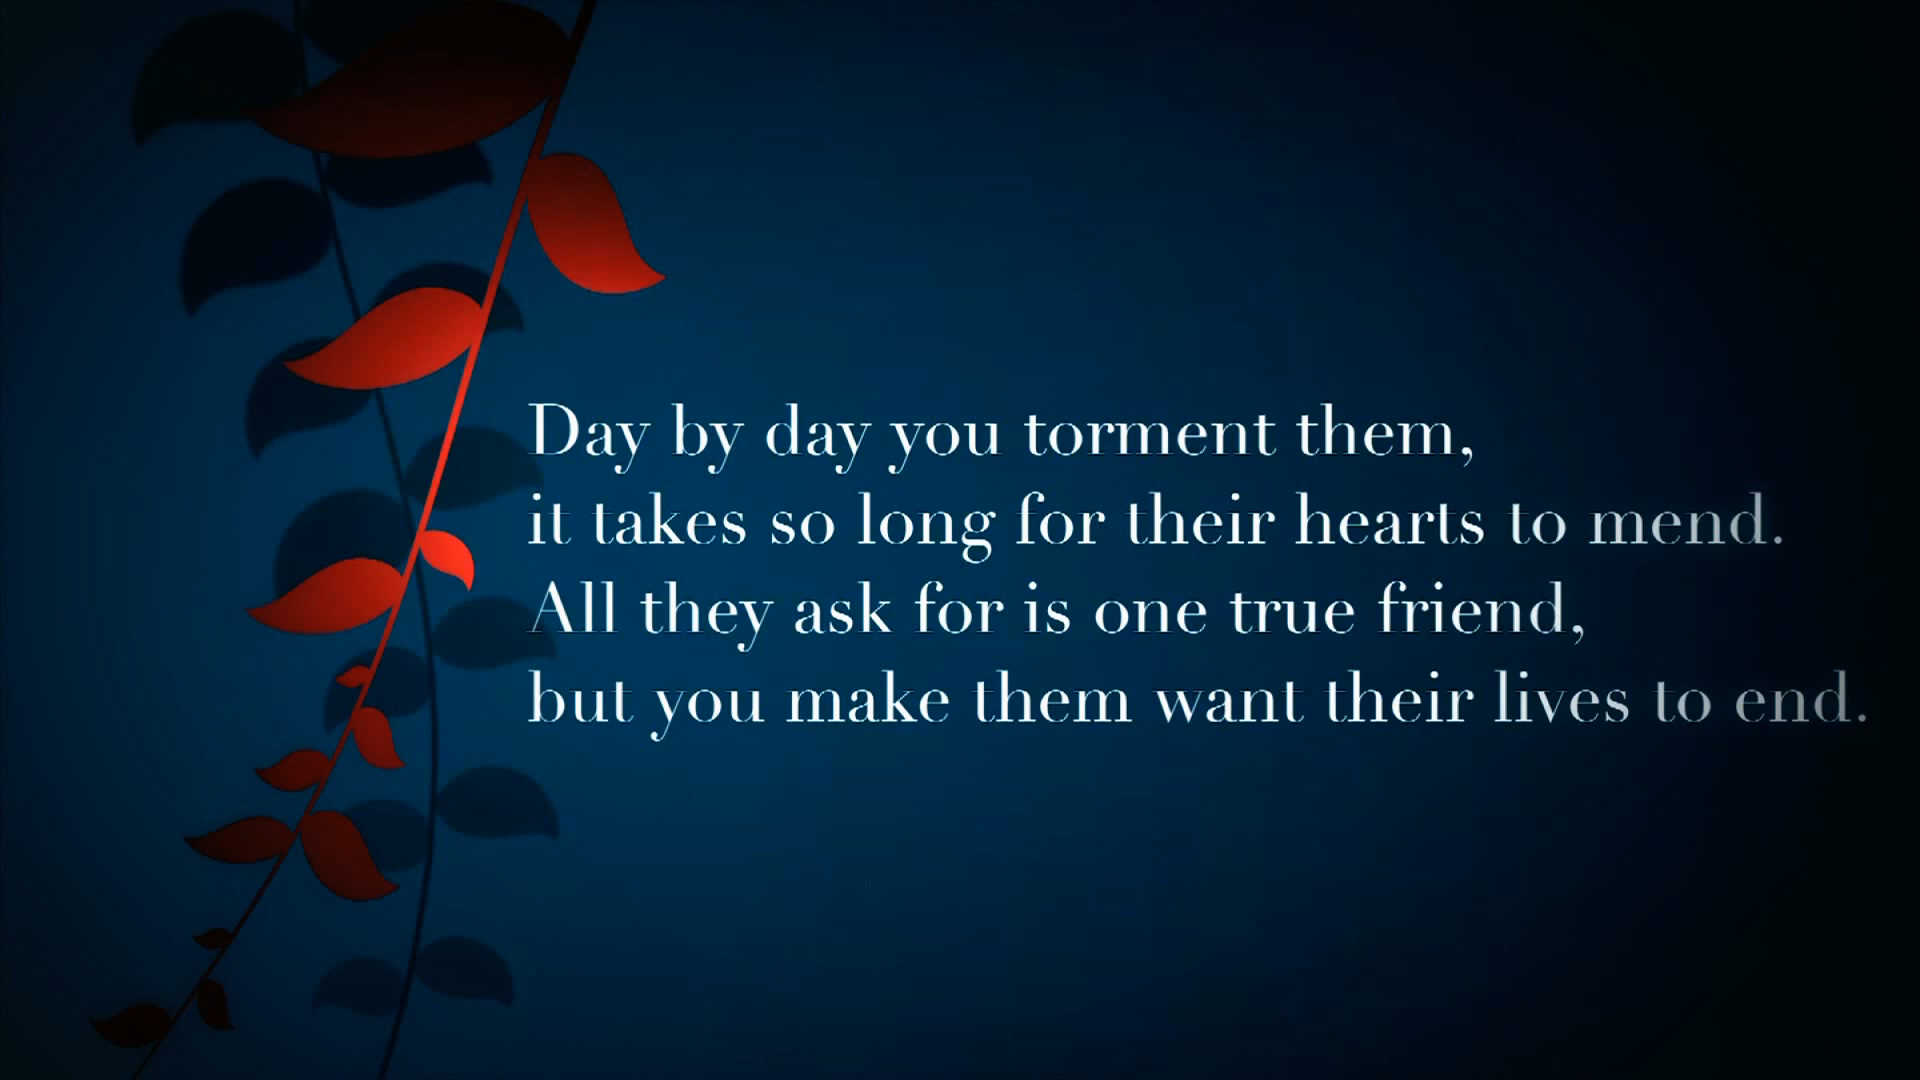 Day by day you torment them,
it takes so long for their hearts to mend.
All they ask for is one true friend,
but you make them want their lives to end.